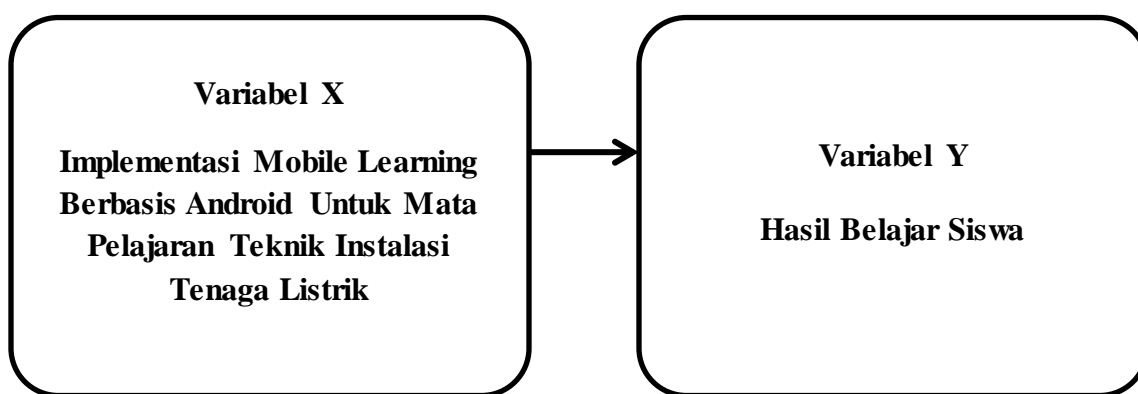 Variabel X
Implementasi Mobile Learning
Berbasis Android Untuk Mata
Pelajaran Teknik Instalasi
Tenaga Listrik
Variabel Y
Hasil Belajar Siswa